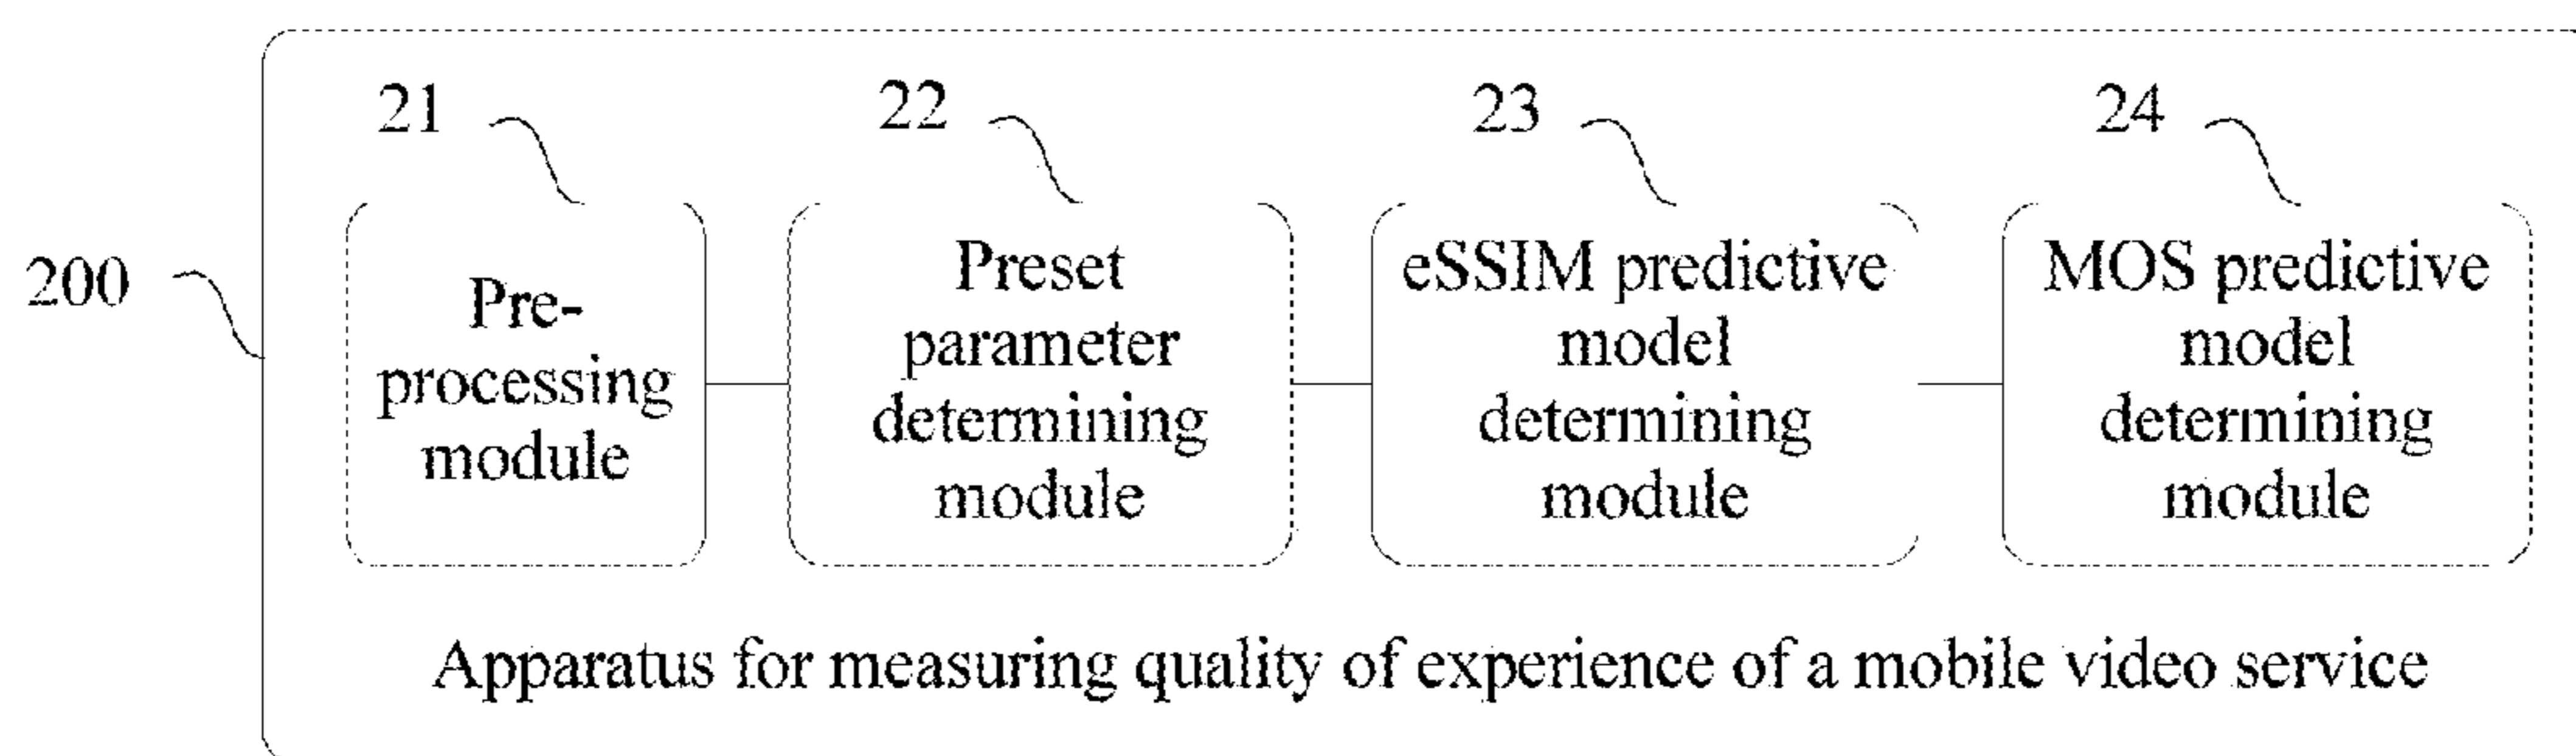 21
22
23
24
200
Pre-
processing
module
Preset
parameter
determining
module
eSSIM predictive
model
determining
module
MOS predictive
model
determining
module
Apparatus for measuring quality of experience of a mobile video service